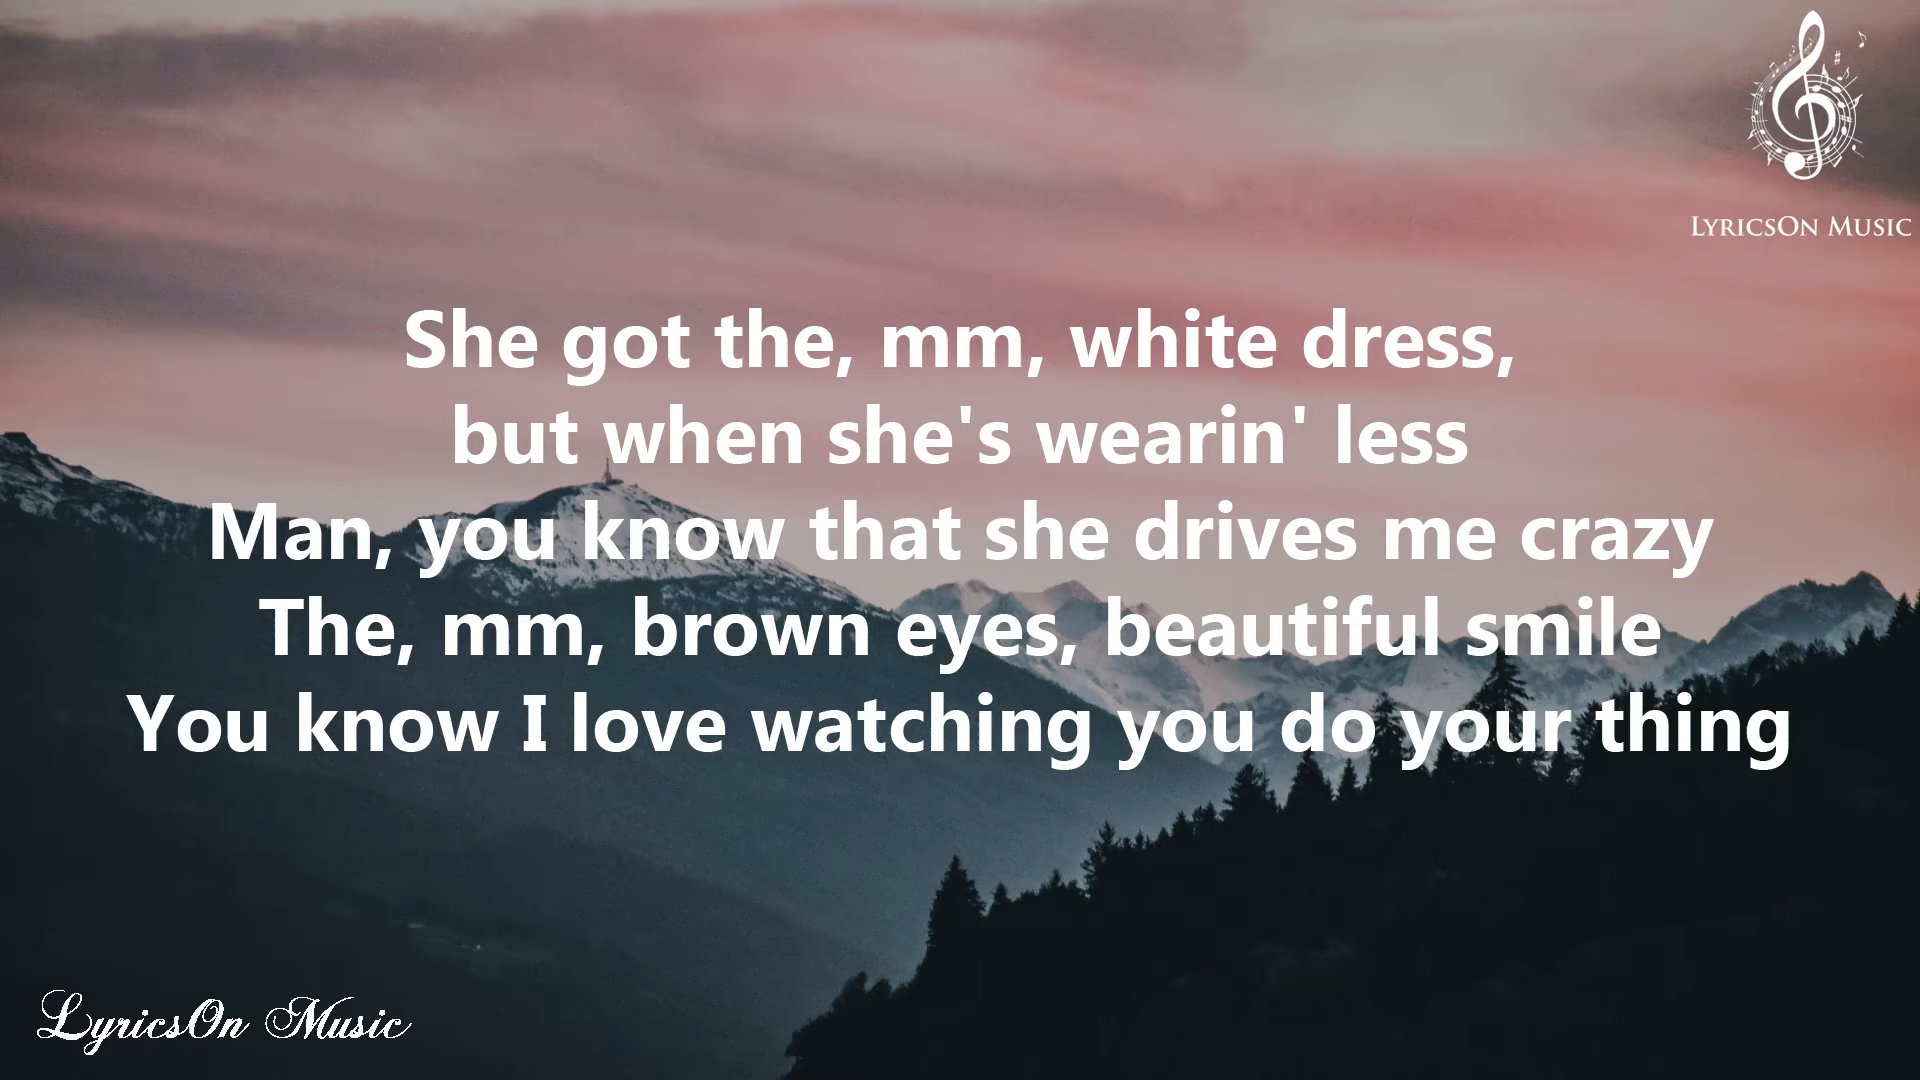 LyricsOn Music
She got the, mm, white dress,
but when she's wearin' less
Man, you know that she drives me crazy
The, mm, brown eyes, beautiful smile
You know I love watching you do your thing
LyricsOn Music